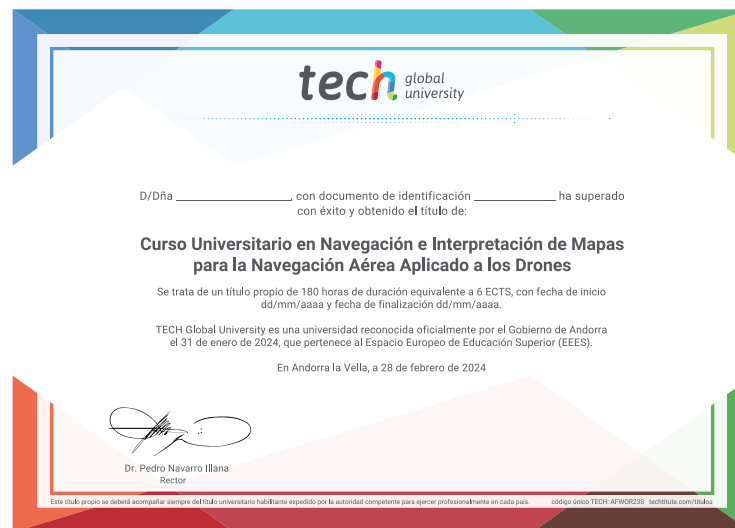 tech global university
D/Dña ______________, con documento de identificación ______________ ha superado
con éxito y obtenido el título de:
Curso Universitario en Navegación e Interpretación de Mapas
para la Navegación Aérea Aplicado a los Drones
Se trata de un título propio de 180 horas de duración equivalente a 6 ECTS, con fecha de inicio
dd/mm/aaaa y fecha de finalización dd/mm/aaaa.
TECH Global University es una universidad reconocida oficialmente por el Gobierno de Andorra
el 31 de enero de 2024, que pertenece al Espacio Europeo de Educación Superior (EEES).
En Andorra la Vella, a 28 de febrero de 2024
Dr. Pedro Navarro Illana
Rector
Este título propio se deberá acompañar siempre del título universitario habilitante expedido por la autoridad competente para ejercer profesionalmente en cada país. código único TECH: AFWOR23S techtitute.com/titulos